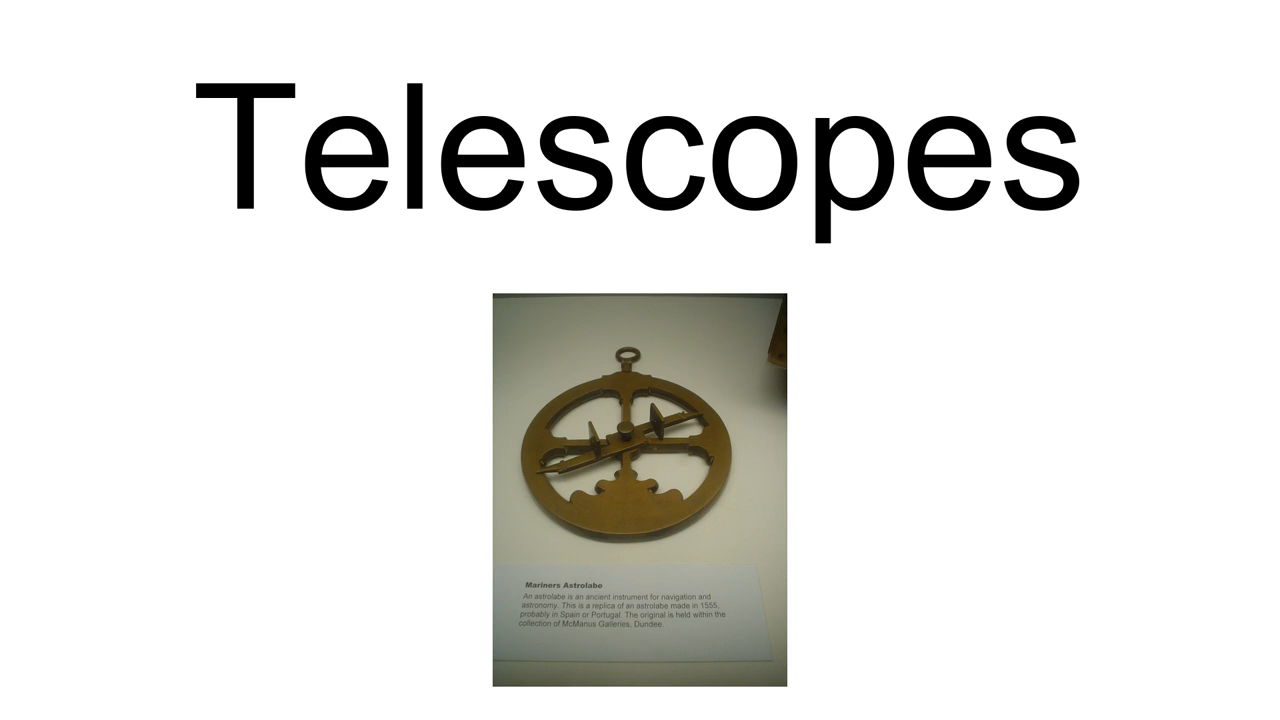 Telescopes
Mariners Astrolabe
An astrolabe is an ancient instrument for navigation and
astronomy. This is a replica of an astrolabe made in 1555,
probably in Spain or Portugal. The original is held within the
collection of McManus Galleries, Dundee.